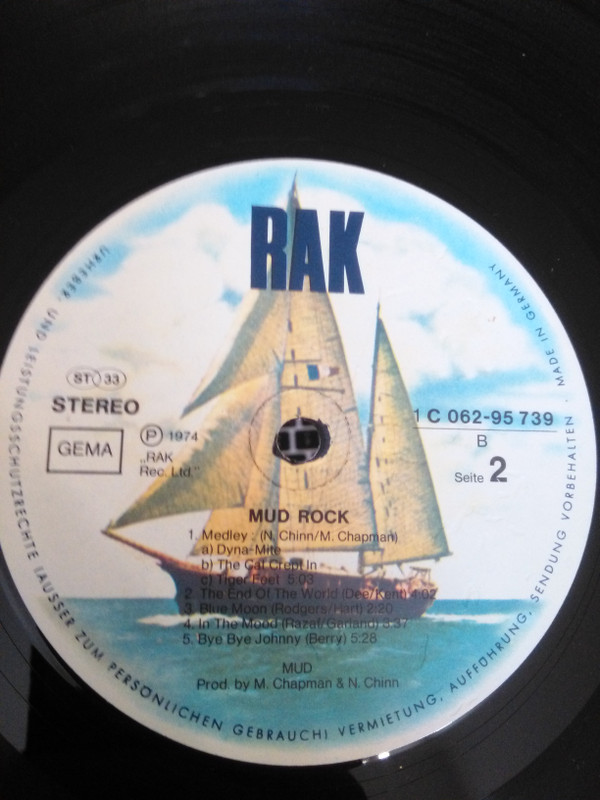 RAK
ST 33
STEREO
GEMA
Ⓟ 1974
„RAK
Rec. Ltd.”
1 C 062-95 739
B
Seite 2
MUD ROCK
1. Medley : (N. Chinn/M. Chapman)
a) Dyna-Mite
b) The Cat Crept In
c) Tiger Feet 5:03
2. The End Of The World (Dee/Kent) 4:02
3. Blue Moon (Rodgers/Hart) 2:20
4. In The Mood (Razaf/Garland) 3:37
5. Bye Bye Johnny (Berry) 5:28
MUD
Prod. by M. Chapman & N. Chinn
URHEBER- UND LEISTUNGSSCHUTZRECHTE (AUSSER ZUM PERSÖNLICHEN GEBRAUCH) VERMIETUNG, AUFFÜHRUNG, SENDUNG VORBEHALTEN · MADE IN GERMANY